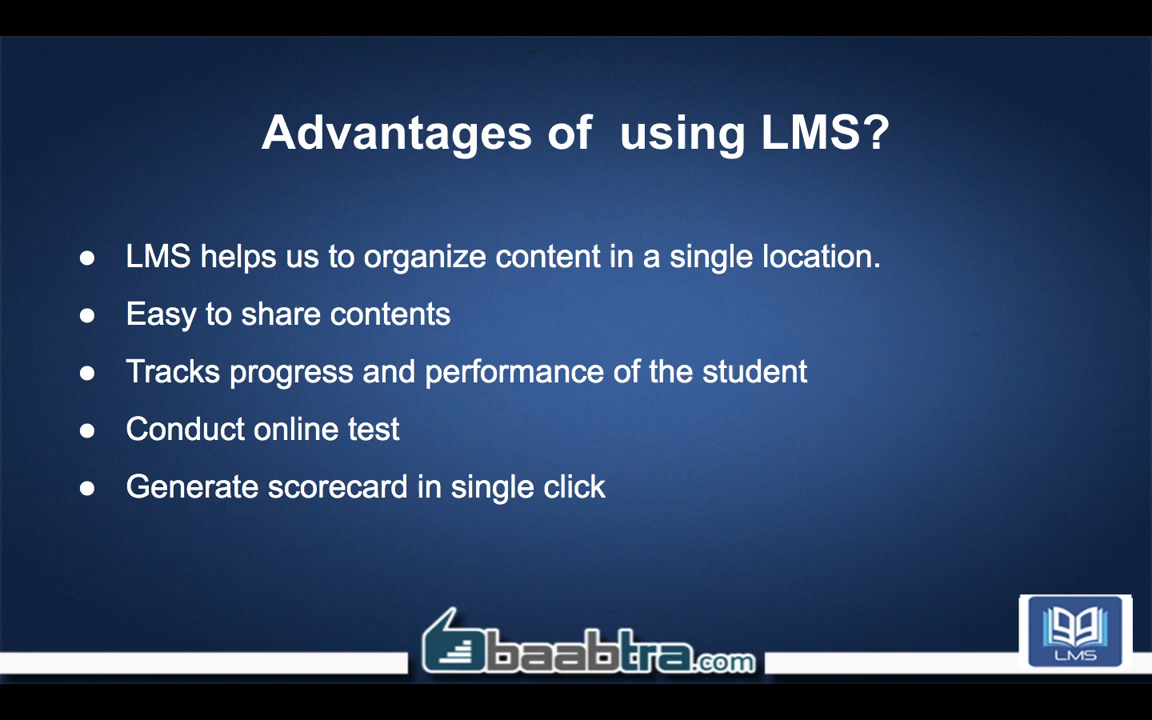 Advantages of  using LMS?
● LMS helps us to organize content in a single location.
● Easy to share contents
● Tracks progress and performance of the student
● Conduct online test
● Generate scorecard in single click
baabtra.com
LMS